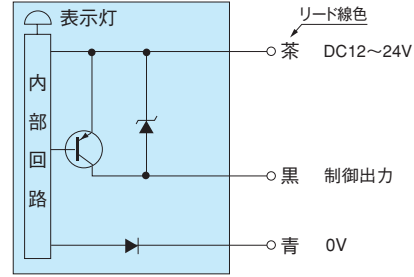 表示灯
リード線色
茶 DC12～24V
内部回路
黒 制御出力
青 0V